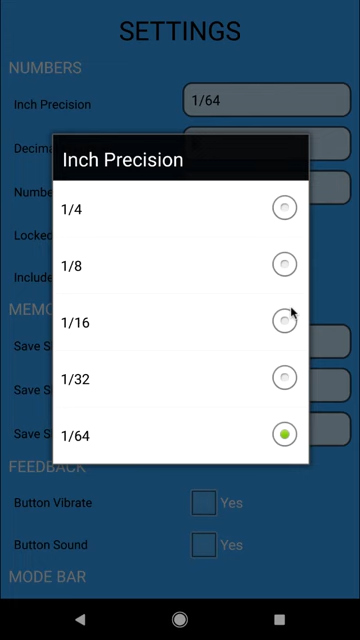 SETTINGS
NUMBERS
Inch Precision
1/64
Decima
Inch Precision
Numbe
1/4
Locked
1/8
Include
MEMO
1/16
Save S
1/32
Save S
1/64
Save S
FEEDBACK
Button Vibrate
Yes
Button Sound
Yes
MODE BAR